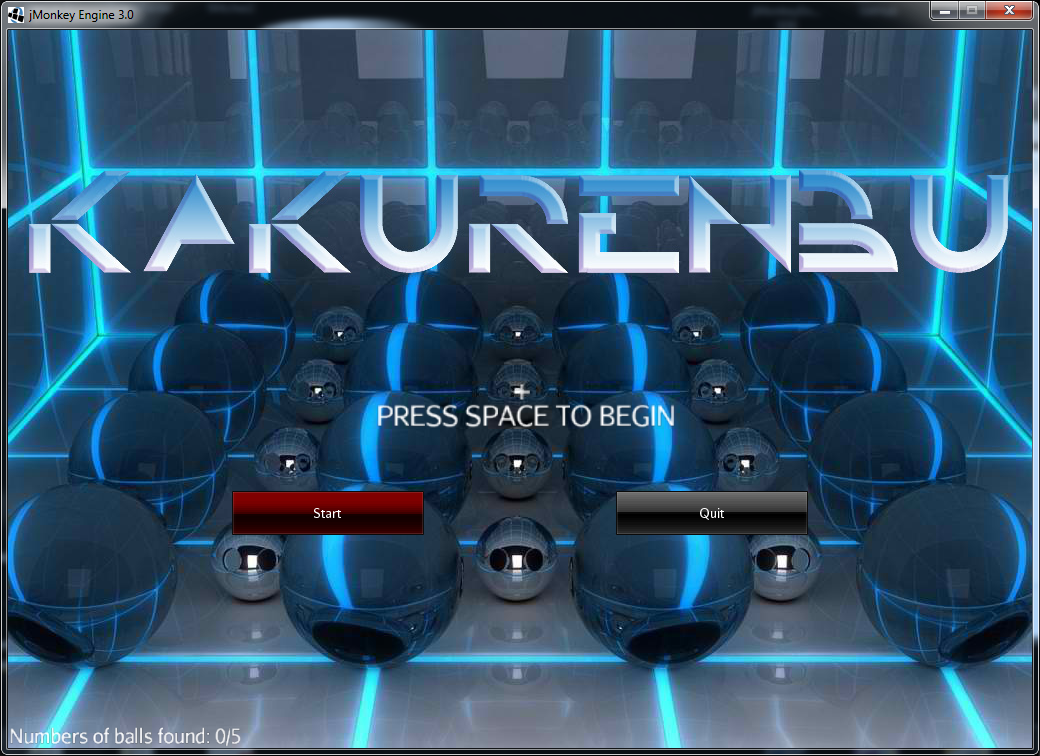 jMonkey Engine 3.0
KAKURENBU
PRESS SPACE TO BEGIN
Start
Quit
Numbers of balls found: 0/5